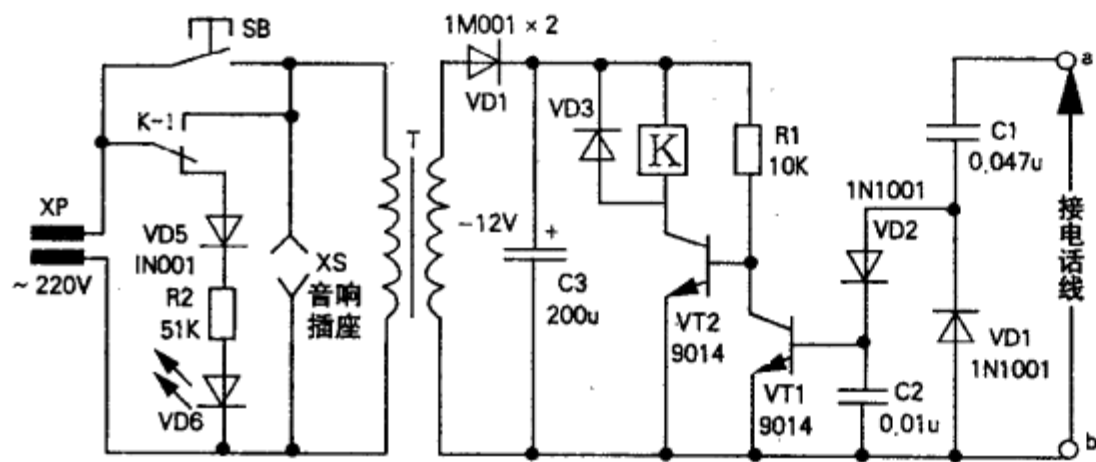 SB
K-1
XP
~220V
VD5
IN001
R2
51K
VD6
XS
音响
插座
T
1M001×2
VD1
-12V
+
C3
200u
VD3
K
R1
10K
VT2
9014
VT1
9014
1N1001
VD2
C2
0.01u
C1
0.047u
VD1
1N1001
a
接电话线
b